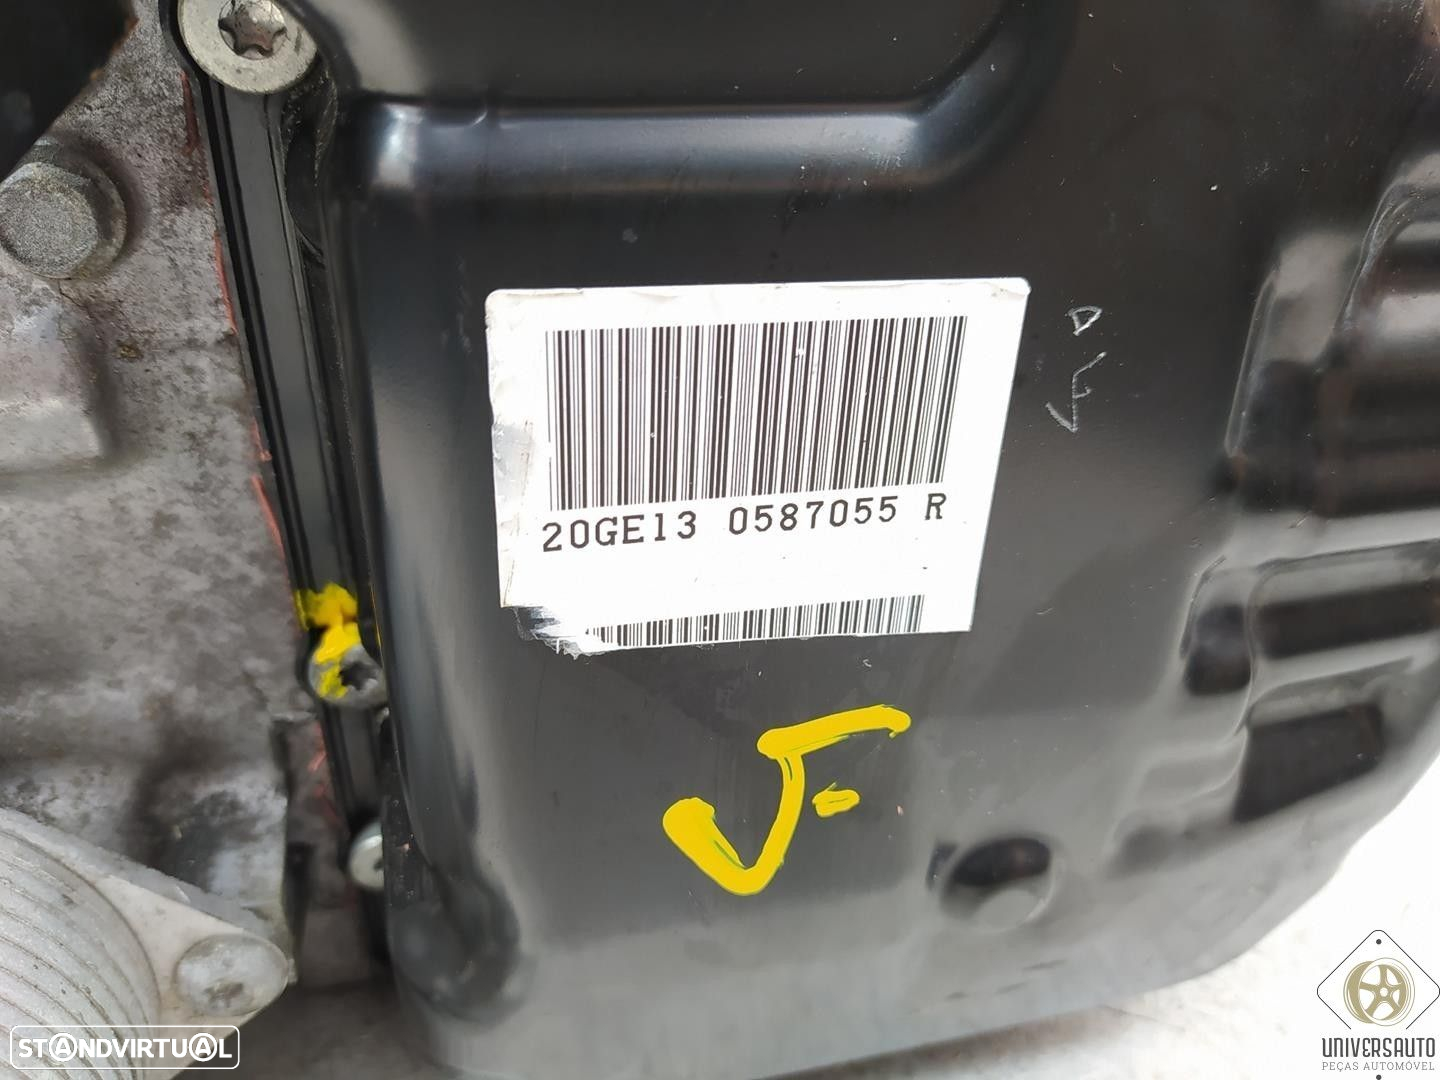 20GE13 0587055 R
D
STANDVIRTUAL
UNIVERSAUTO
PEÇAS AUTOMÓVEL